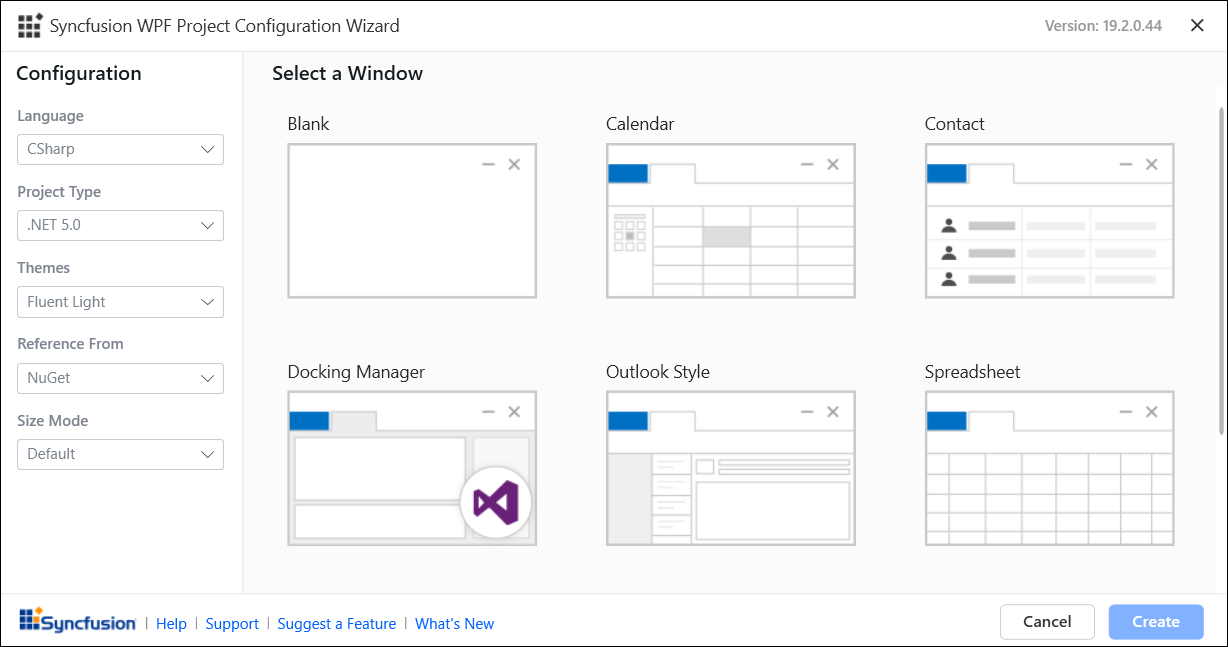 Syncfusion WPF Project Configuration Wizard
Version: 19.2.0.44
Configuration
Language
CSharp
Project Type
.NET 5.0
Themes
Fluent Light
Reference From
NuGet
Size Mode
Default
Select a Window
Blank
Calendar
Contact
Docking Manager
Outlook Style
Spreadsheet
Syncfusion | Help | Support | Suggest a Feature | What's New
Cancel
Create